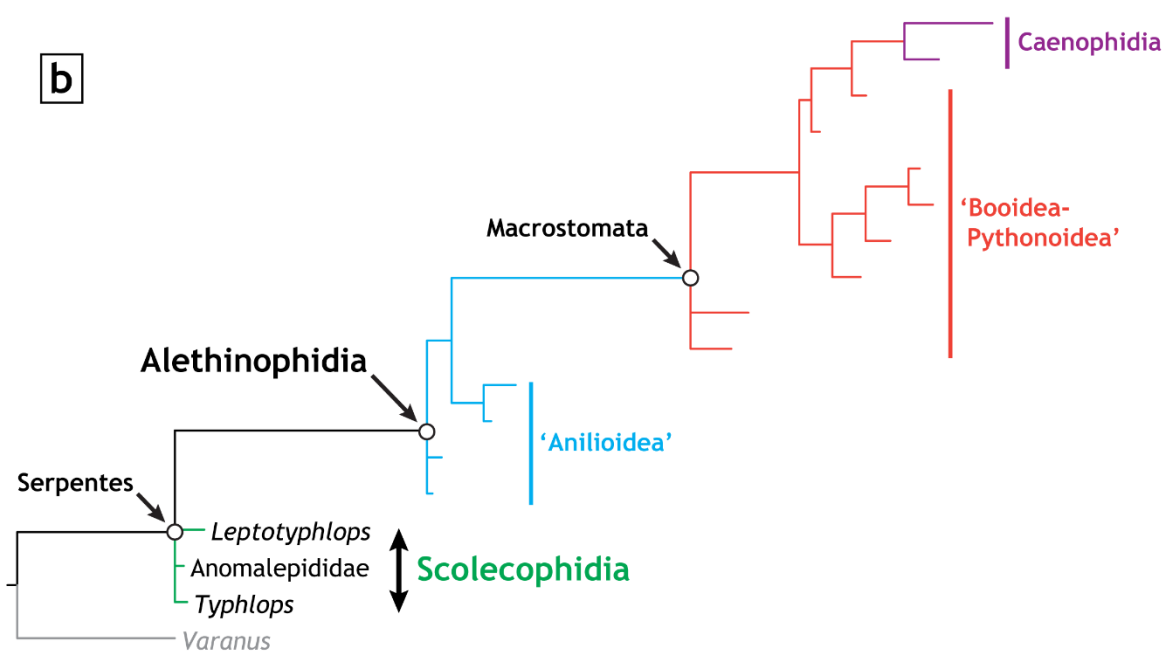 b
Caenophidia
‘Booidea-
Pythonoidea’
Macrostomata
Alethinophidia
‘Anilioidea’
Serpentes
Leptotyphlops
Anomalepididae
Scolecophidia
Typhlops
Varanus